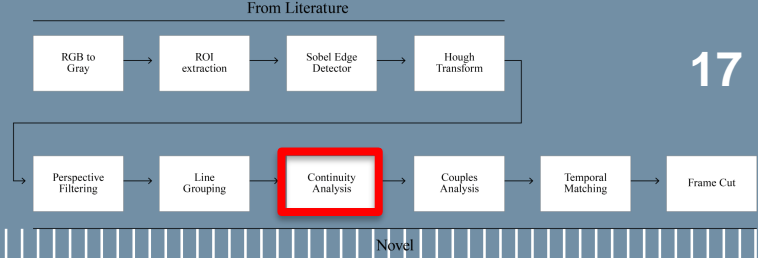 From Literature
RGB to
Gray
ROI
extraction
Sobel Edge
Detector
Hough
Transform
17
Perspective
Filtering
Line
Grouping
Continuity
Analysis
Couples
Analysis
Temporal
Matching
Frame Cut
Novel